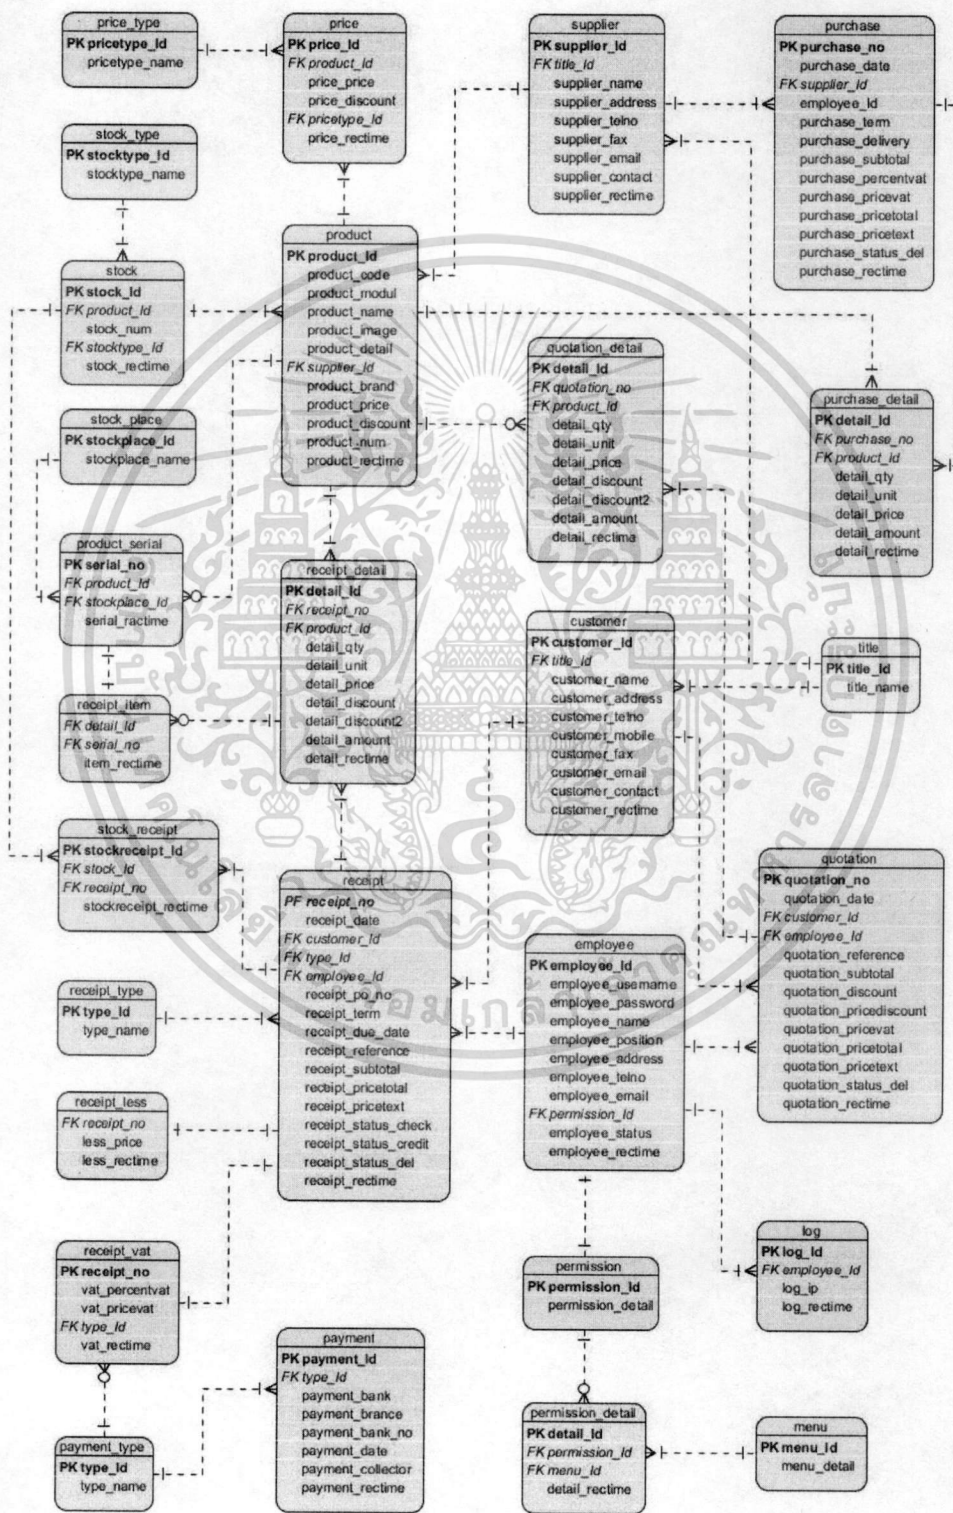 price_type
PK pricetype_Id
pricetype_name
price
PK price_Id
FK product_Id
price_price
price_discount
FK pricetype_Id
price_rectime
supplier
PK supplier_Id
FK title_Id
supplier_name
supplier_address
supplier_telno
supplier_fax
supplier_email
supplier_contact
supplier_rectime
purchase
PK purchase_no
purchase_date
FK supplier_Id
employee_Id
purchase_term
purchase_delivery
purchase_subtotal
purchase_percentvat
purchase_pricevat
purchase_pricetotal
purchase_pricetext
purchase_status_del
purchase_rectime
stock_type
PK stocktype_Id
stocktype_name
stock
PK stock_Id
FK product_Id
stock_num
FK stocktype_Id
stock_rectime
product
PK product_Id
product_code
product_modul
product_name
product_image
product_detail
FK supplier_Id
product_brand
product_price
product_discount
product_num
product_rectime
quotation_detail
PK detail_Id
FK quotation_no
FK product_Id
detail_qty
detail_unit
detail_price
detail_discount
detail_discount2
detail_amount
detail_rectime
purchase_detail
PK detail_Id
FK purchase_no
FK product_Id
detail_qty
detail_unit
detail_price
detail_amount
detail_rectime
stock_place
PK stockplace_Id
stockplace_name
product_serial
PK serial_no
FK product_Id
FK stockplace_Id
serial_ractime
receipt_detail
PK detail_Id
FK receipt_no
FK product_Id
detail_qty
detail_unit
detail_price
detail_discount
detail_discount2
detail_amount
detail_rectime
customer
PK customer_Id
FK title_Id
customer_name
customer_address
customer_telno
customer_mobile
customer_fax
customer_email
customer_contact
customer_rectime
title
PK title_Id
title_name
receipt_item
FK detail_Id
FK serial_no
item_rectime
stock_receipt
PK stockreceipt_Id
FK stock_Id
FK receipt_no
stockreceipt_rectime
receipt
PF receipt_no
receipt_date
FK customer_Id
FK type_Id
FK employee_Id
receipt_po_no
receipt_term
receipt_due_date
receipt_reference
receipt_subtotal
receipt_pricetotal
receipt_pricetext
receipt_status_check
receipt_status_credit
receipt_status_del
receipt_rectime
employee
PK employee_Id
employee_username
employee_password
employee_name
employee_position
employee_address
employee_telno
employee_email
FK permission_Id
employee_status
employee_rectime
quotation
PK quotation_no
quotation_date
FK customer_Id
FK employee_Id
quotation_reference
quotation_subtotal
quotation_discount
quotation_pricediscount
quotation_pricevat
quotation_pricetotal
quotation_pricetext
quotation_status_del
quotation_rectime
receipt_type
PK type_Id
type_name
receipt_less
FK receipt_no
less_price
less_rectime
receipt_vat
PK receipt_no
vat_percentvat
vat_pricevat
FK type_Id
vat_rectime
payment
PK payment_Id
FK type_Id
payment_bank
payment_brance
payment_bank_no
payment_date
payment_collector
payment_rectime
payment_type
PK type_Id
type_name
permission
PK permission_Id
permission_detail
log
PK log_Id
FK employee_Id
log_ip
log_rectime
permission_detail
PK detail_Id
FK permission_Id
FK menu_Id
detail_rectime
menu
PK menu_Id
menu_detail